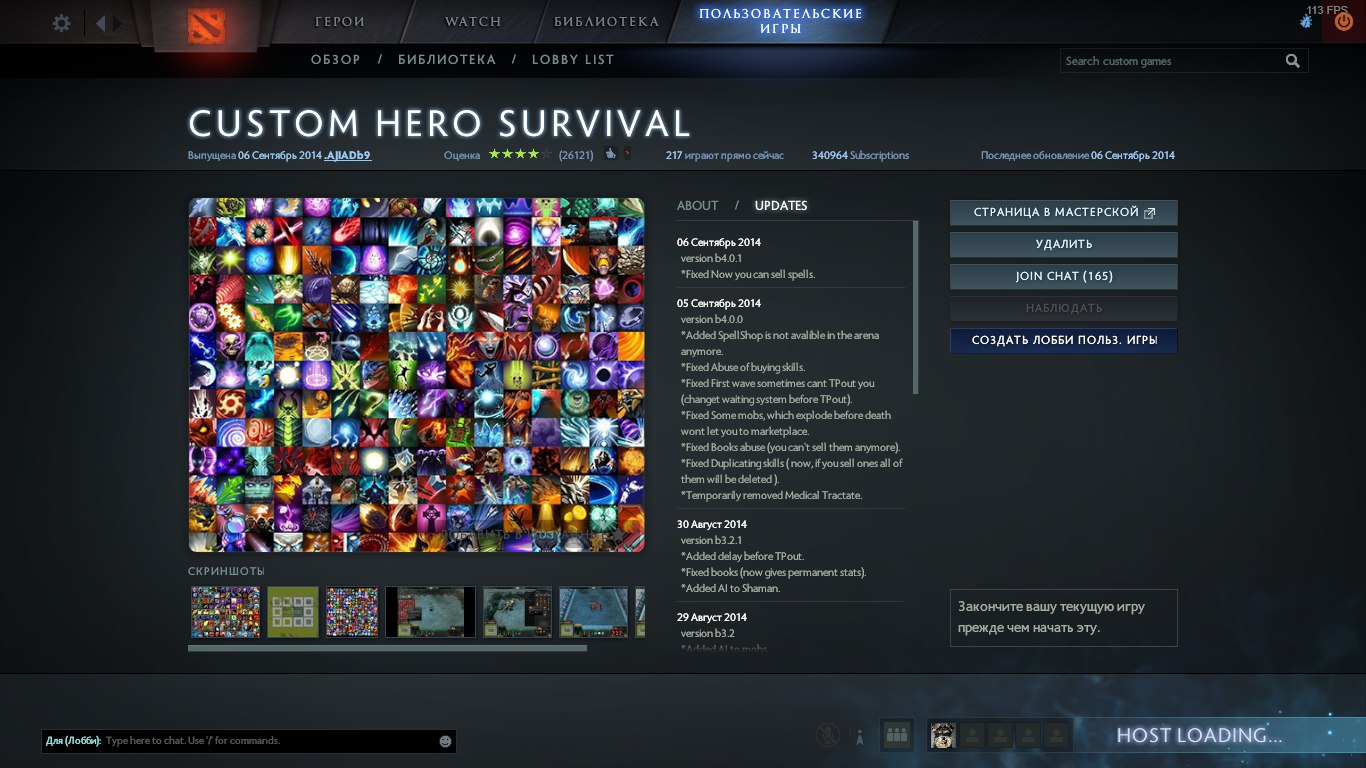 113 FPS
ГЕРОИ
WATCH
БИБЛИОТЕКА
ПОЛЬЗОВАТЕЛЬСКИЕ
ИГРЫ
ОБЗОР / БИБЛИОТЕКА / LOBBY LIST
Search custom games
CUSTOM HERO SURVIVAL
Выпущена 06 Сентябрь 2014 .AJIADb9_
Оценка (26121)
217 играют прямо сейчас
340964 Subscriptions
Последнее обновление 06 Сентябрь 2014
ABOUT / UPDATES
06 Сентябрь 2014
version b4.0.1
*Fixed Now you can sell spells.
05 Сентябрь 2014
version b4.0.0
*Added SpellShop is not avalible in the arena
anymore.
*Fixed Abuse of buying skills.
*Fixed First wave sometimes cant TPout you
(changet waiting system before TPout).
*Fixed Some mobs, which explode before death
wont let you to marketplace.
*Fixed Books abuse (you can't sell them anymore).
*Fixed Duplicating skills ( now, if you sell ones all of
them will be deleted ).
*Temporarily removed Medical Tractate.
30 Август 2014
version b3.2.1
*Added delay before TPout.
*Fixed books (now gives permanent stats).
*Added AI to Shaman.
29 Август 2014
version b3.2
*Added AI to mobs
СТРАНИЦА В МАСТЕРСКОЙ
УДАЛИТЬ
JOIN CHAT (165)
НАБЛЮДАТЬ
СОЗДАТЬ ЛОББИ ПОЛЬЗ. ИГРЫ
СКРИНШОТЫ
Закончите вашу текущую игру
прежде чем начать эту.
Для (Лобби): Type here to chat. Use '/' for commands.
HOST LOADING...